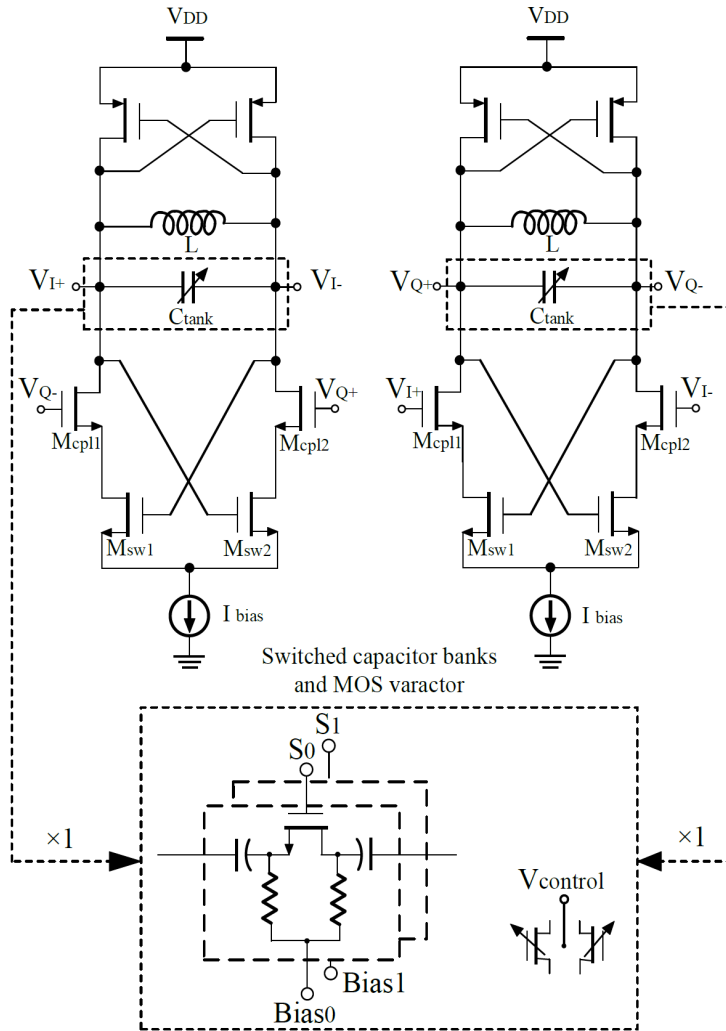 VDD VDD
L L
VI+ VI- VQ+ VQ-
Ctank Ctank
VQ- VQ+ VI+ VI-
Mcpl1 Mcpl2 Mcpl1 Mcpl2
Msw1 Msw2 Msw1 Msw2
I bias I bias
Switched capacitor banks
and MOS varactor
S1
S0
×1 ×1
Vcontrol
Bias1
Bias0